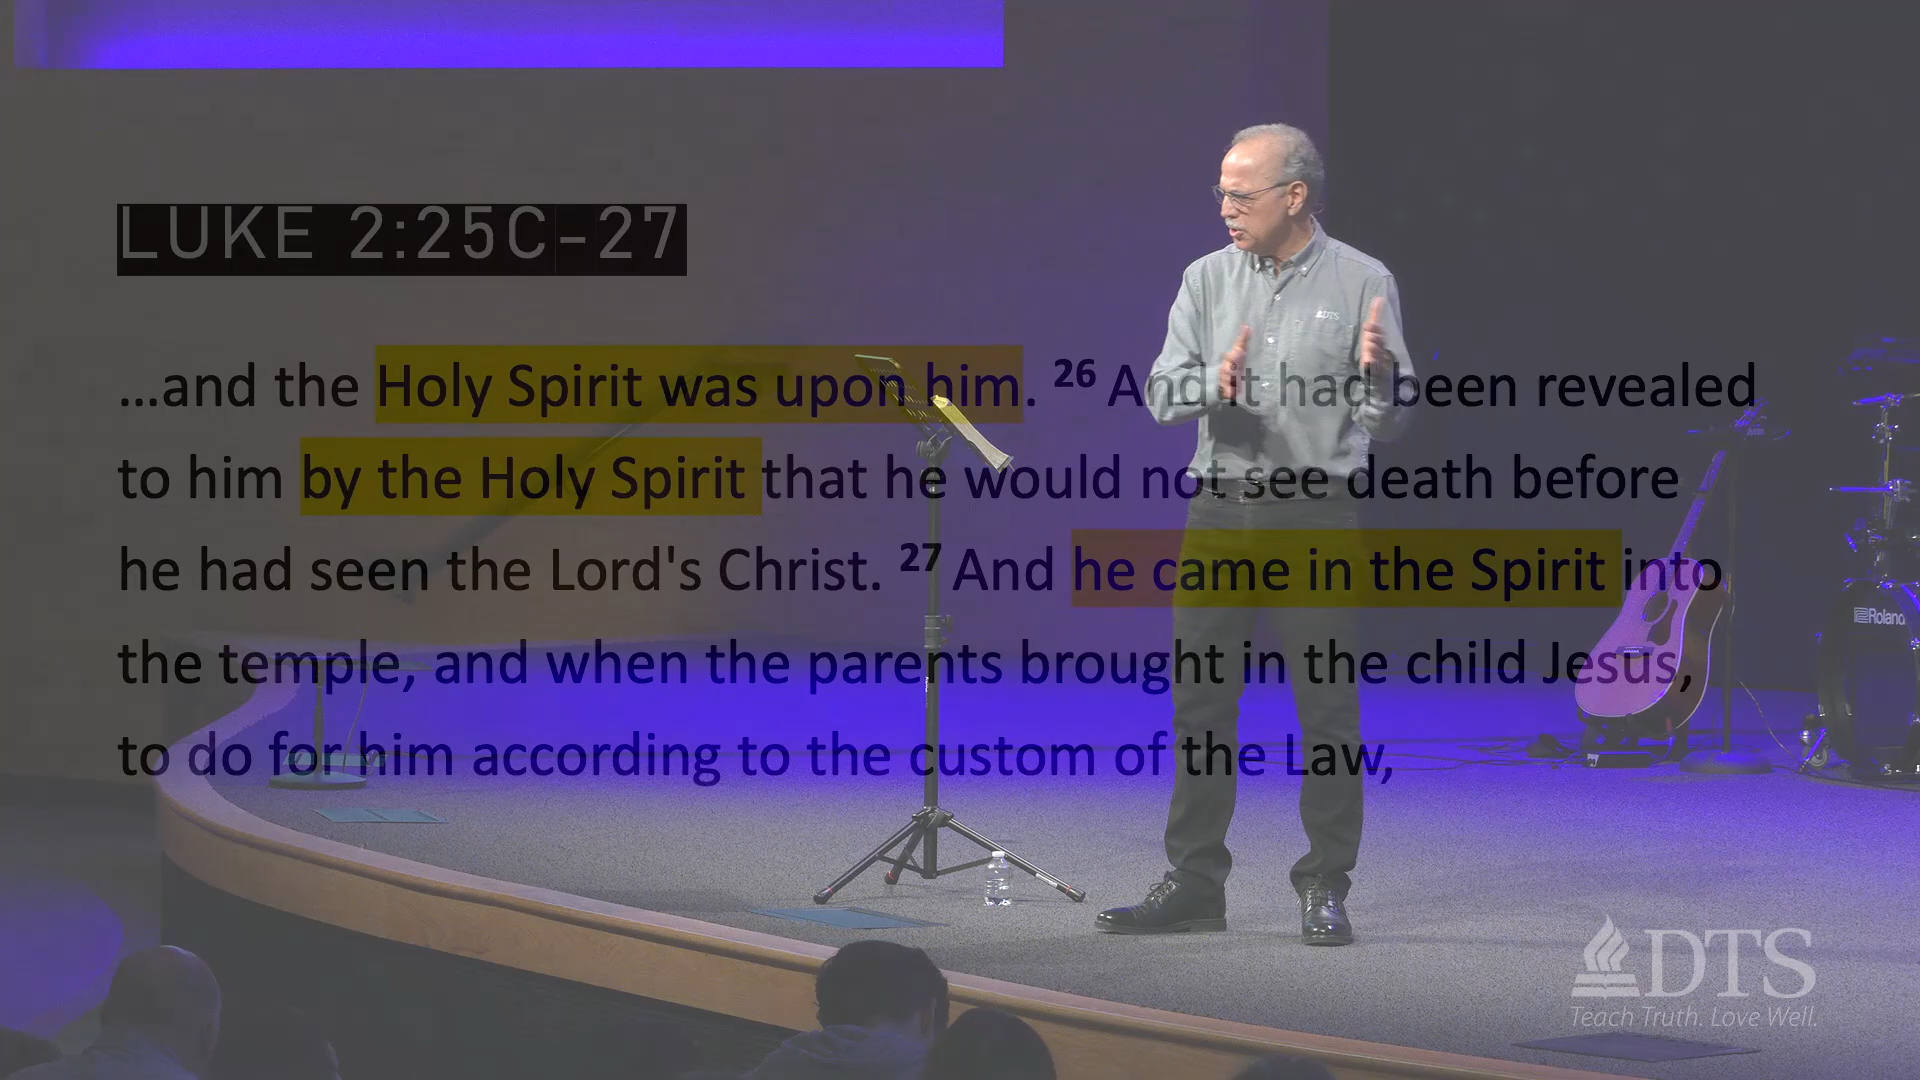 LUKE 2:25C-27
...and the Holy Spirit was upon him. 26 And it had been revealed
to him by the Holy Spirit that he would not see death before
he had seen the Lord's Christ. 27 And he came in the Spirit into
the temple, and when the parents brought in the child Jesus,
to do for him according to the custom of the Law,
DTS
Roland
DTS
Teach Truth. Love Well.